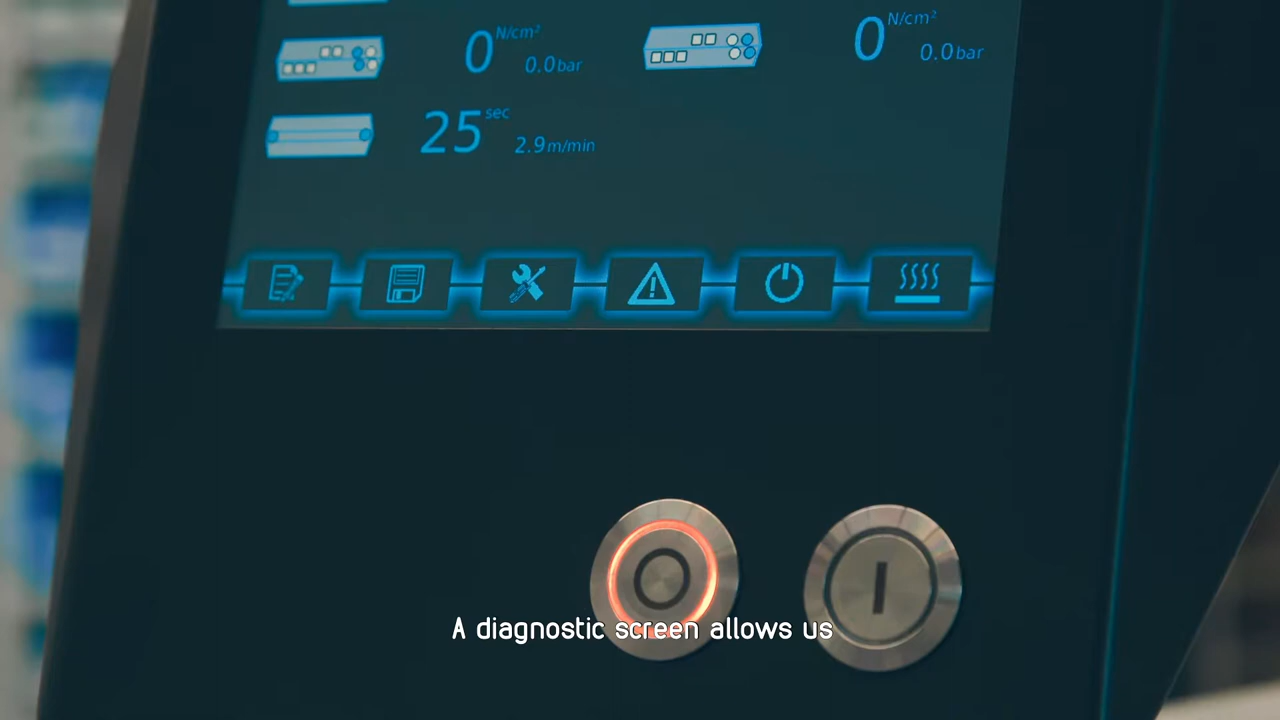 0 N/cm² 0.0 bar 0 N/cm² 0.0 bar
25 sec 2.9 m/min
A diagnostic screen allows us